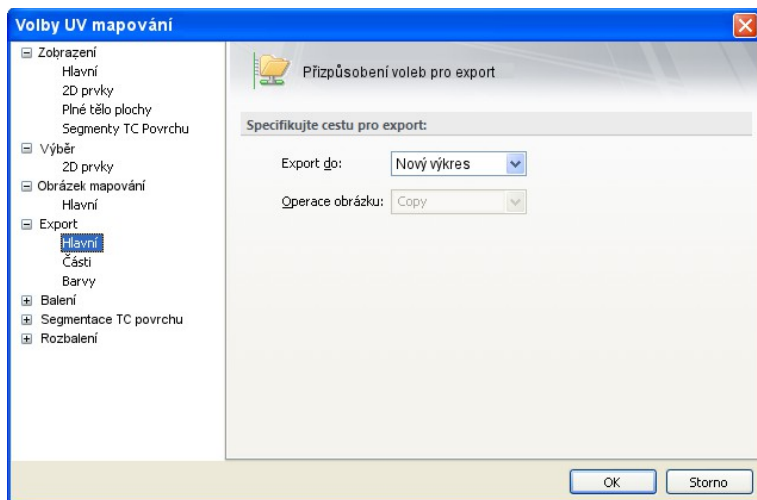 Volby UV mapování
Zobrazení
Hlavní
2D prvky
Plné tělo plochy
Segmenty TC Povrchu
Výběr
2D prvky
Obrázek mapování
Hlavní
Export
Hlavní
Části
Barvy
Balení
Segmentace TC povrchu
Rozbalení
Přizpůsobení voleb pro export
Specifikujte cestu pro export:
Export do: Nový výkres
Operace obrázku: Copy
OK Storno